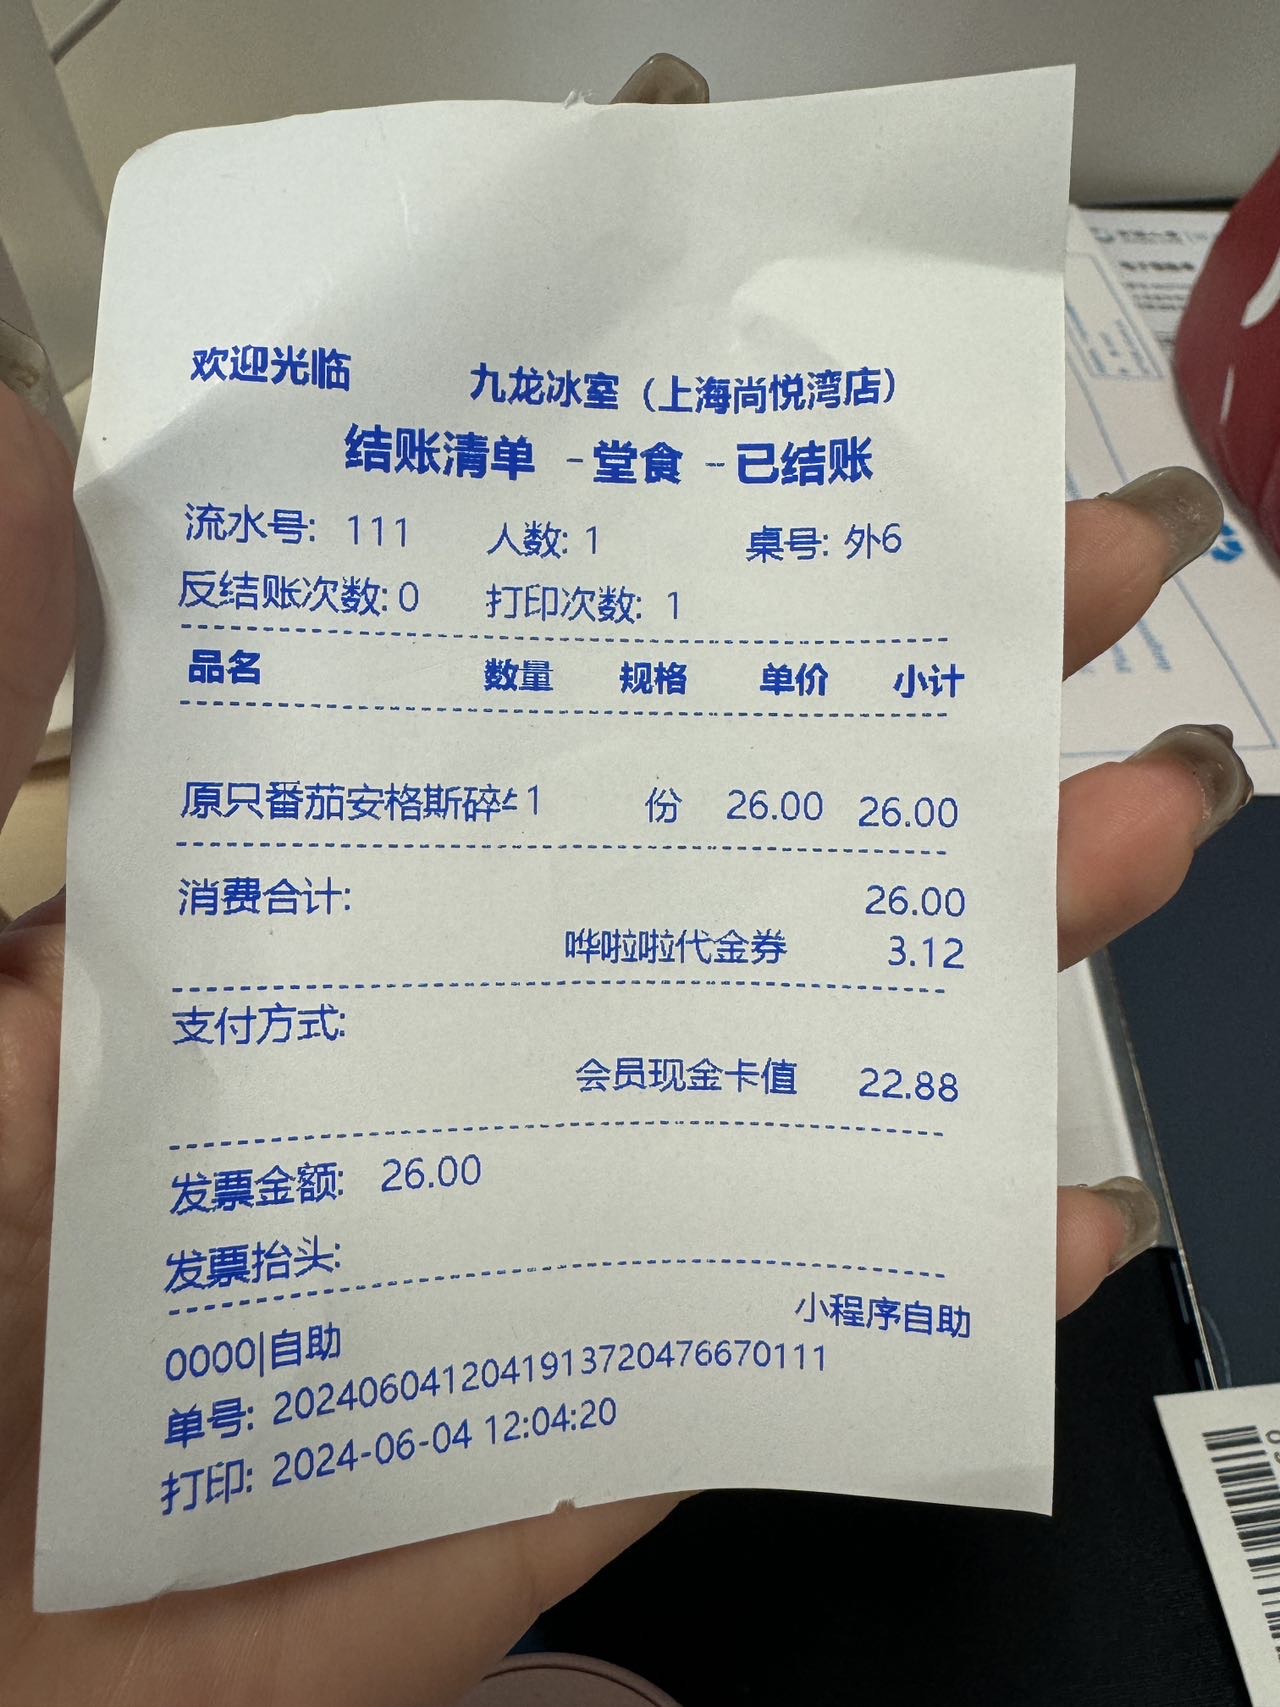 欢迎光临 九龙冰室（上海尚悦湾店）
结账清单 -堂食 -已结账
流水号: 111 人数: 1 桌号: 外6
反结账次数: 0 打印次数: 1
品名 数量 规格 单价 小计
原只番茄安格斯碎 1 份 26.00 26.00
消费合计: 26.00
哗啦啦代金券 3.12
支付方式:
会员现金卡值 22.88
发票金额: 26.00
发票抬头:
小程序自助
0000|自助
单号: 2024060412041913720476670111
打印: 2024-06-04 12:04:20